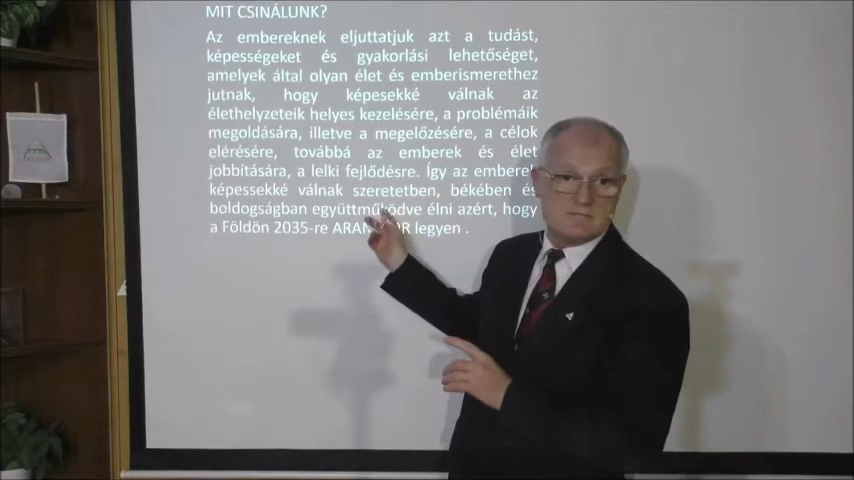 MIT CSINÁLUNK?
Az embereknek eljuttatjuk azt a tudást,
képességeket és gyakorlási lehetőséget,
amelyek által olyan élet és emberismerethez
jutnak, hogy képesekké válnak az
élethelyzeteik helyes kezelésére, a problémáik
megoldására, illetve a megelőzésére, a célok
elérésére, továbbá az emberek és élet
jobbítására, a lelki fejlődésre. Így az emberek
képessekké válnak szeretetben, békében és
boldogságban együttműködve élni azért, hogy
a Földön 2035-re legyen .